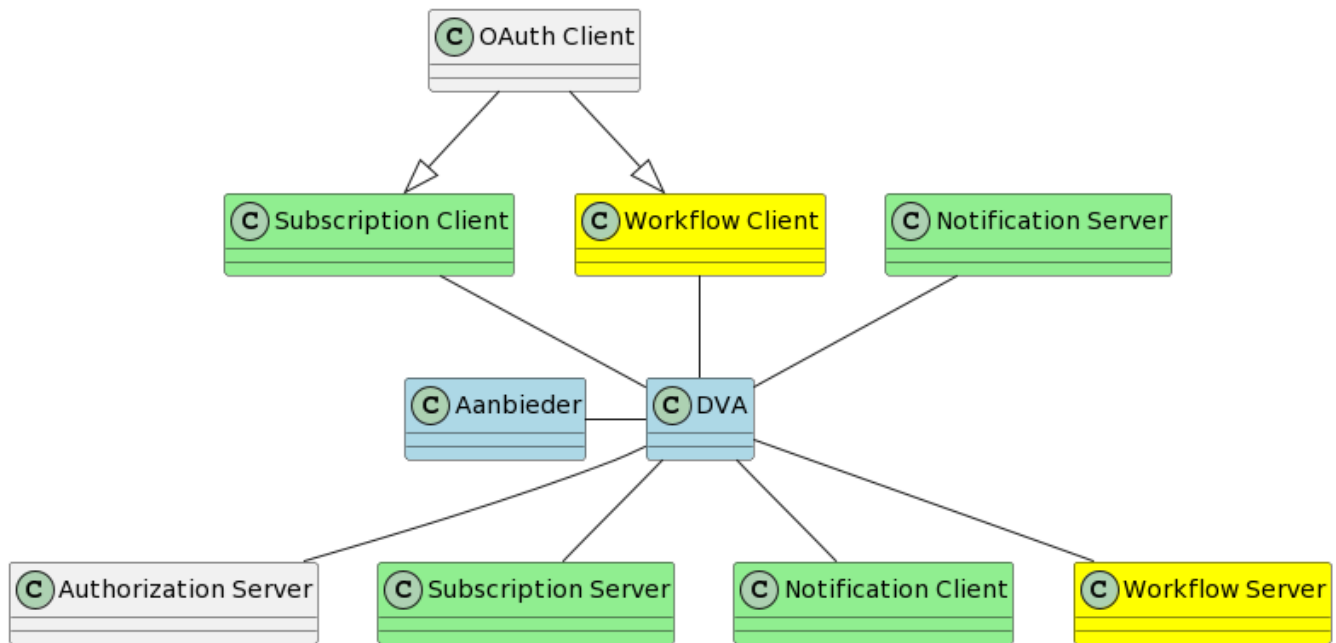 C OAuth Client
C Subscription Client
C Workflow Client
C Notification Server
C Aanbieder
C DVA
C Authorization Server
C Subscription Server
C Notification Client
C Workflow Server